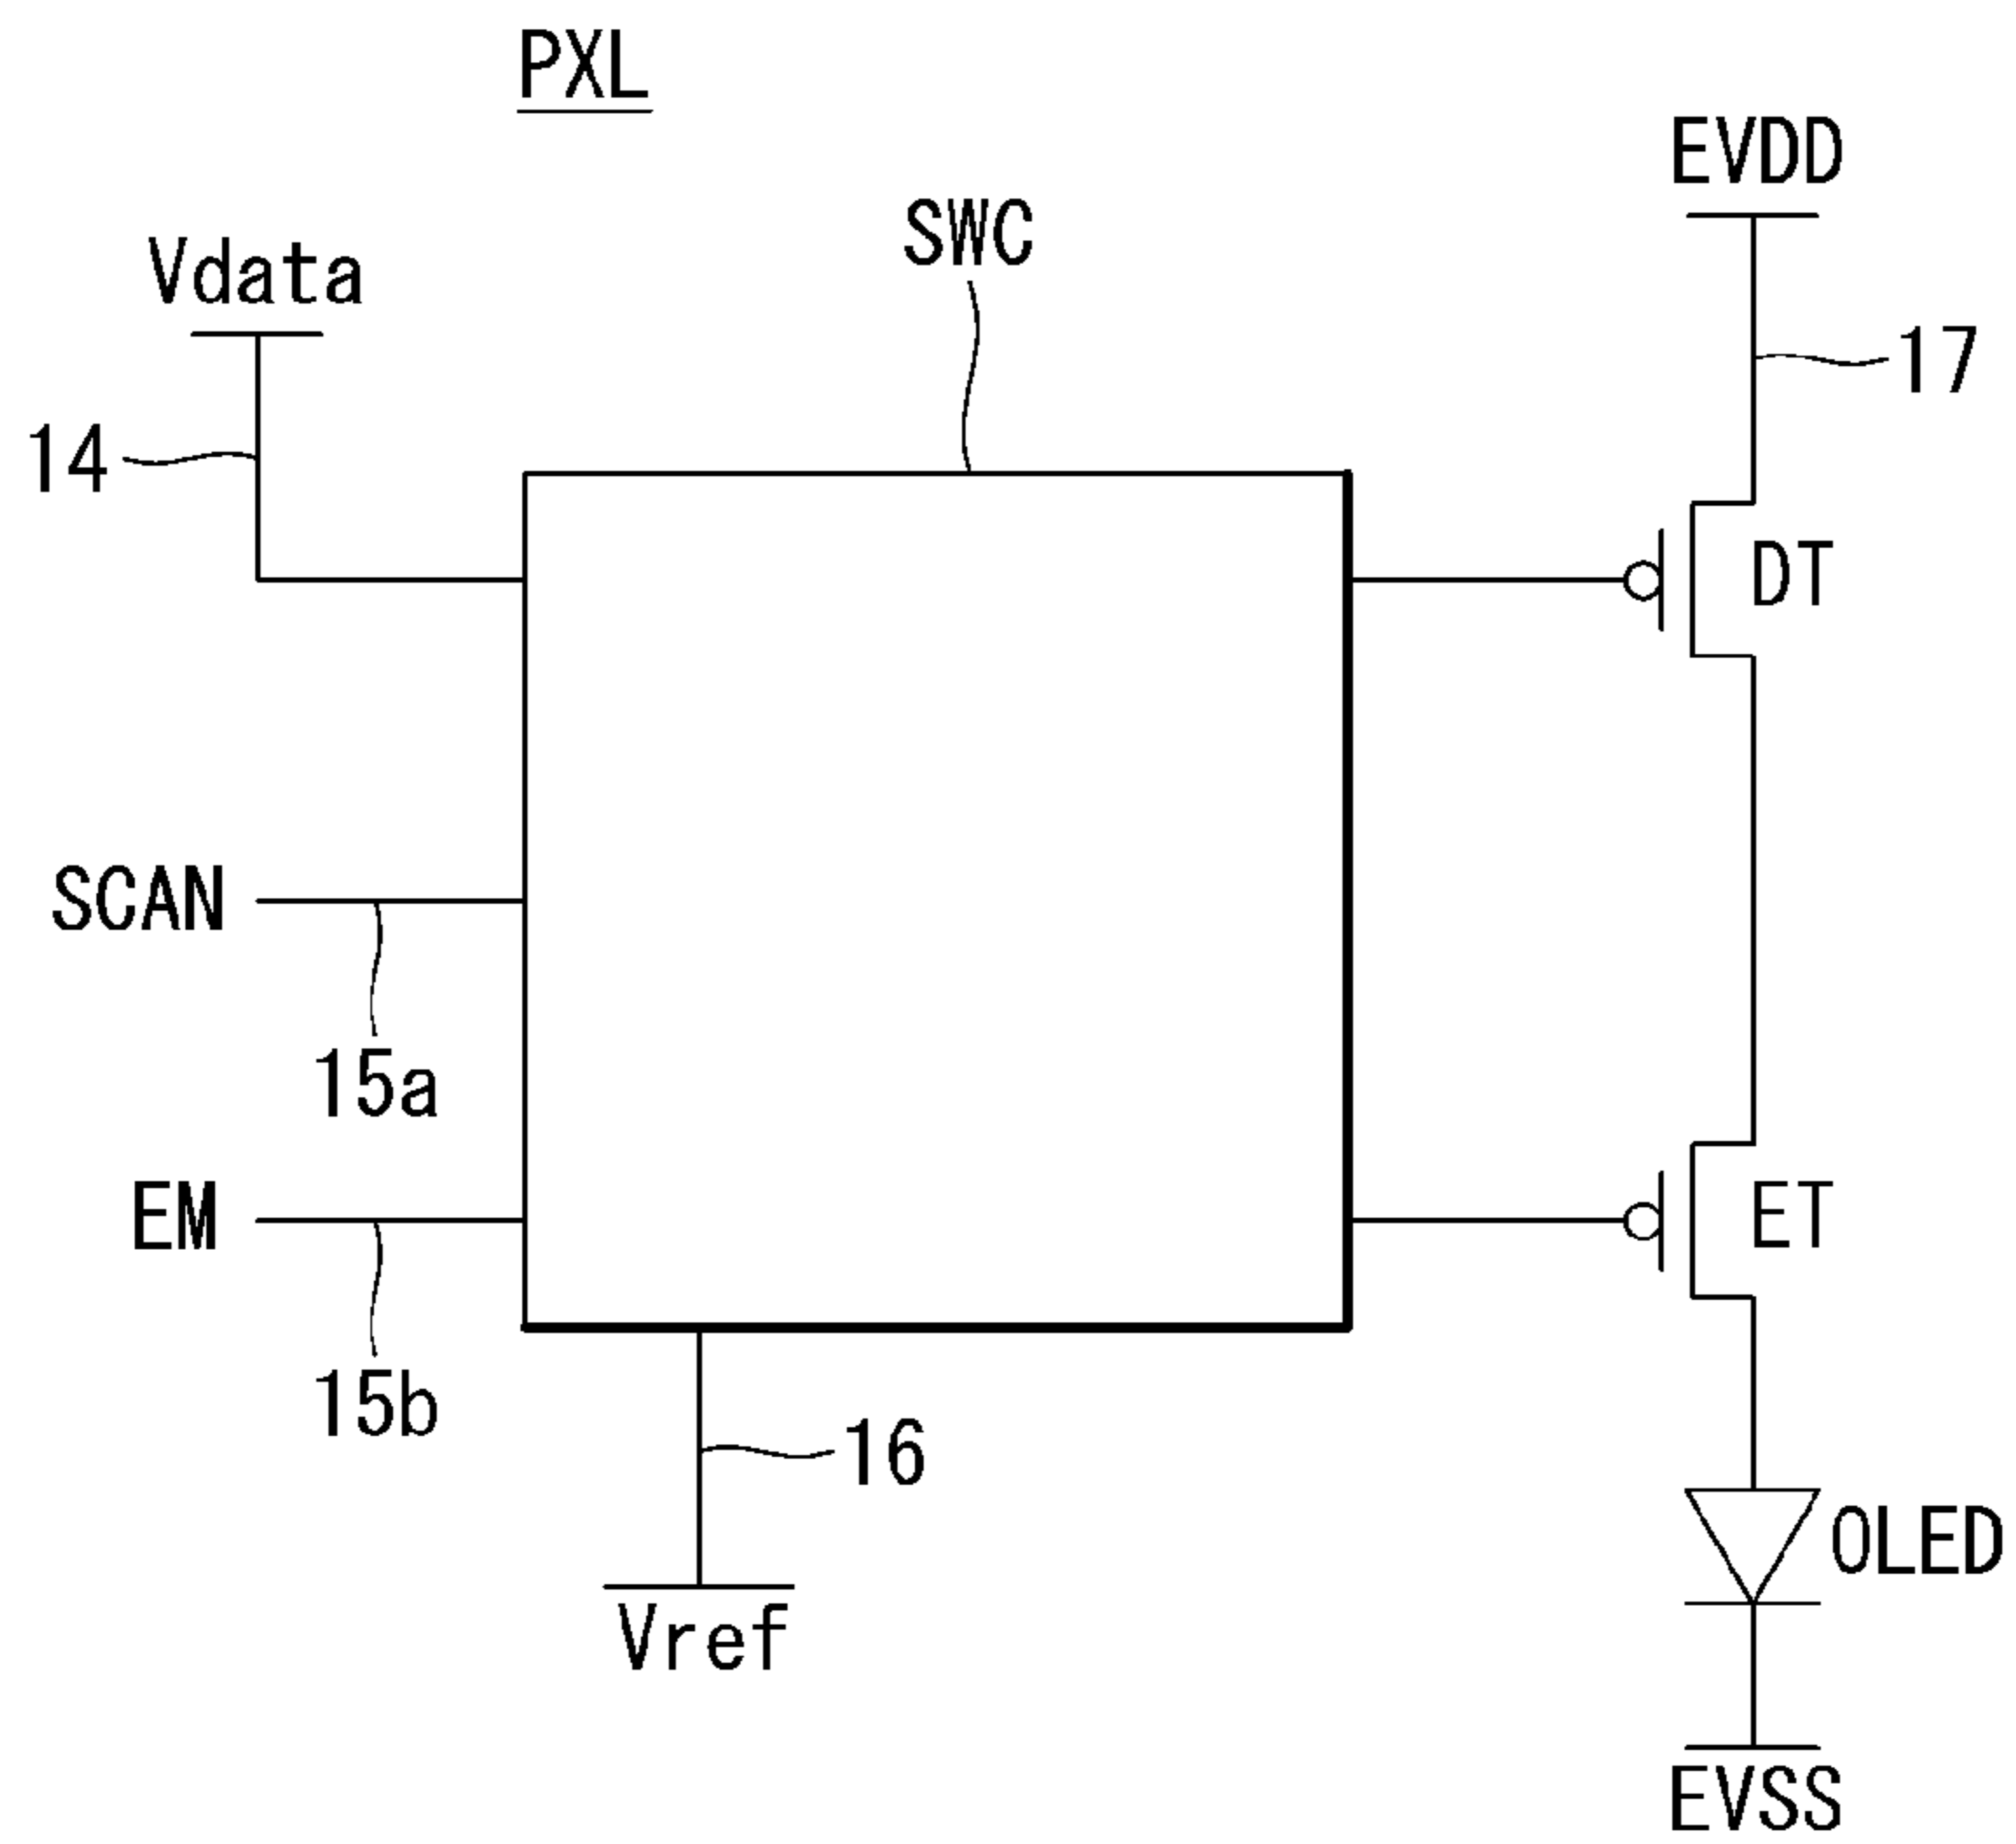 PXL
EVDD
SWC
Vdata
17
14
DT
SCAN
15a
EM
ET
15b
16
OLED
Vref
EVSS